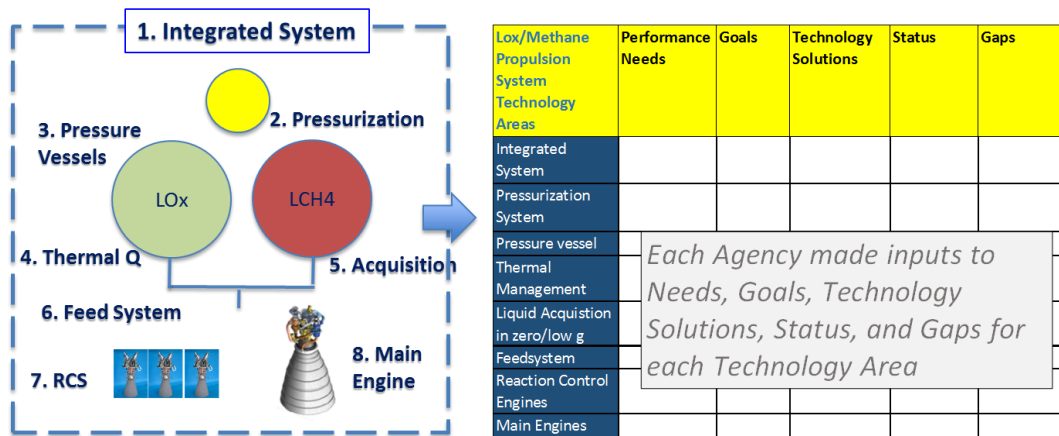 1. Integrated System
2. Pressurization
3. Pressure
Vessels
LOx
LCH4
4. Thermal Q
5. Acquisition
6. Feed System
7. RCS
8. Main
Engine
Lox/Methane
Propulsion
System
Technology
Areas
Performance
Needs
Goals
Technology
Solutions
Status
Gaps
Integrated
System
Pressurization
System
Pressure vessel
Thermal
Management
Liquid Acquistion
in zero/low g
Feedsystem
Reaction Control
Engines
Main Engines
Each Agency made inputs to
Needs, Goals, Technology
Solutions, Status, and Gaps for
each Technology Area